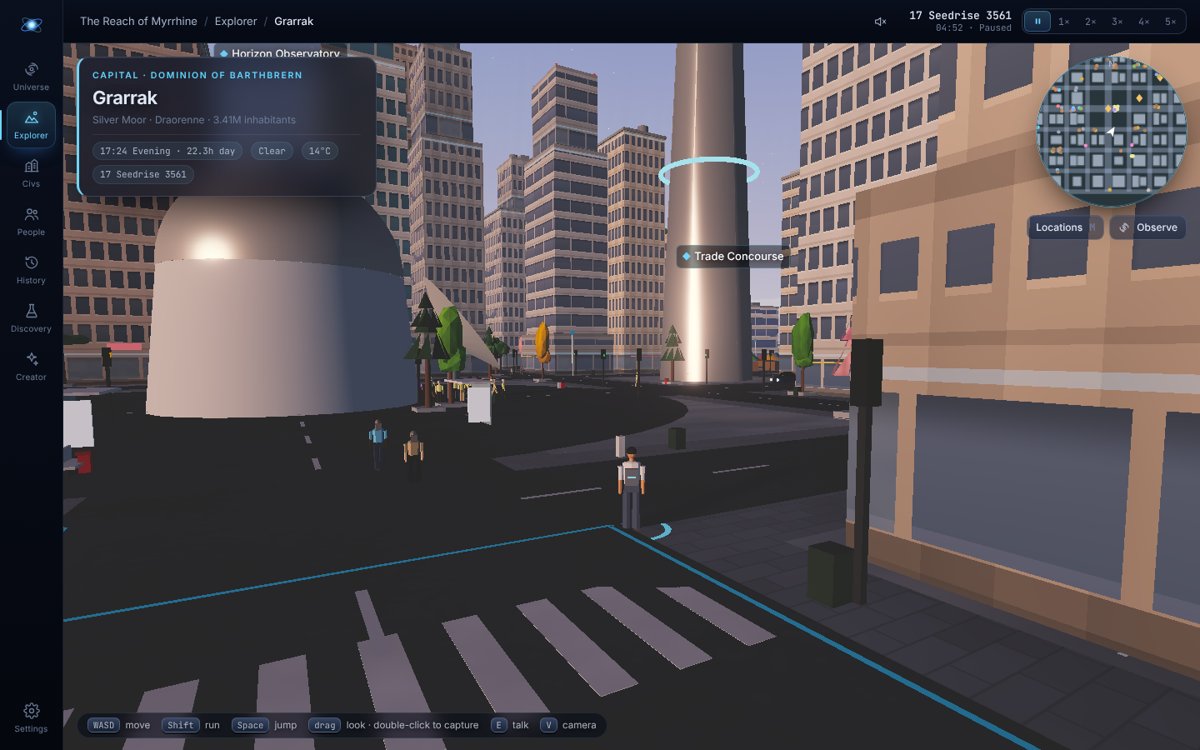 The Reach of Myrrhine / Explorer / Grarrak
17 Seedrise 3561
04:52 · Paused
1×
2×
3×
4×
5×
Universe
Explorer
Civs
People
History
Discovery
Creator
Settings
Horizon Observatory
CAPITAL · DOMINION OF BARTHBRERN
Grarrak
Silver Moor · Draorenne · 3.41M inhabitants
17:24 Evening · 22.3h day
Clear
14°C
17 Seedrise 3561
N
Locations M
Observe
Trade Concourse
WASD move Shift run Space jump drag look · double-click to capture E talk V camera